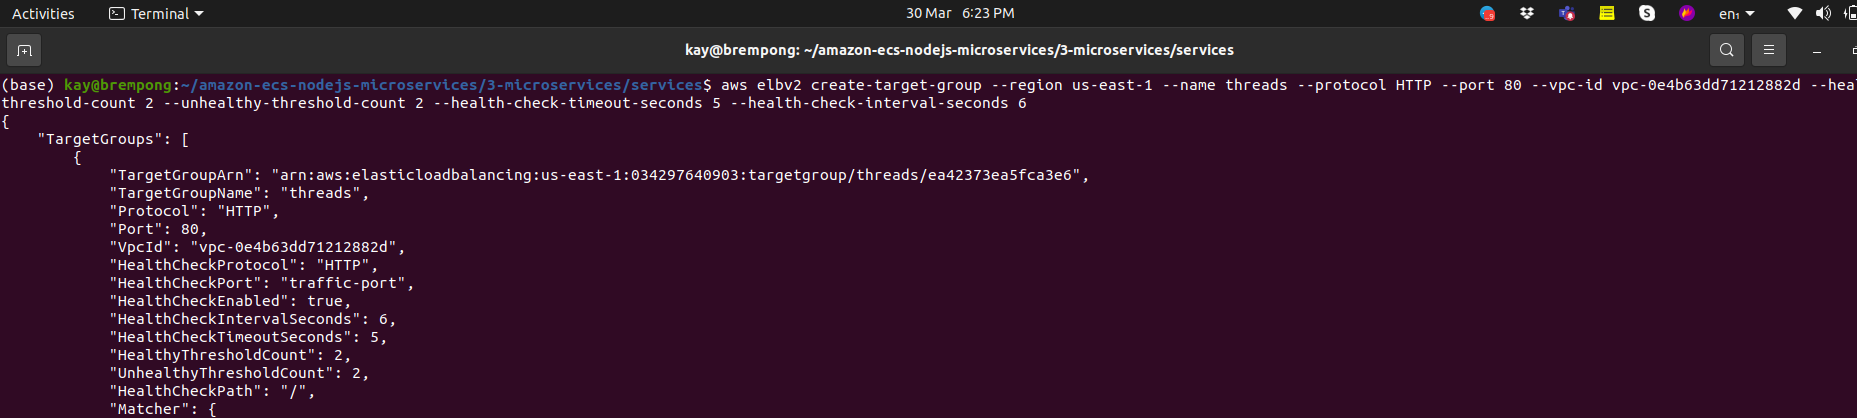 Activities Terminal 30 Mar 6:23 PM en₁
kay@brempong: ~/amazon-ecs-nodejs-microservices/3-microservices/services
(base) kay@brempong:~/amazon-ecs-nodejs-microservices/3-microservices/services$ aws elbv2 create-target-group --region us-east-1 --name threads --protocol HTTP --port 80 --vpc-id vpc-0e4b63dd71212882d --heal
threshold-count 2 --unhealthy-threshold-count 2 --health-check-timeout-seconds 5 --health-check-interval-seconds 6
{
    "TargetGroups": [
        {
            "TargetGroupArn": "arn:aws:elasticloadbalancing:us-east-1:034297640903:targetgroup/threads/ea42373ea5fca3e6",
            "TargetGroupName": "threads",
            "Protocol": "HTTP",
            "Port": 80,
            "VpcId": "vpc-0e4b63dd71212882d",
            "HealthCheckProtocol": "HTTP",
            "HealthCheckPort": "traffic-port",
            "HealthCheckEnabled": true,
            "HealthCheckIntervalSeconds": 6,
            "HealthCheckTimeoutSeconds": 5,
            "HealthyThresholdCount": 2,
            "UnhealthyThresholdCount": 2,
            "HealthCheckPath": "/",
            "Matcher": {